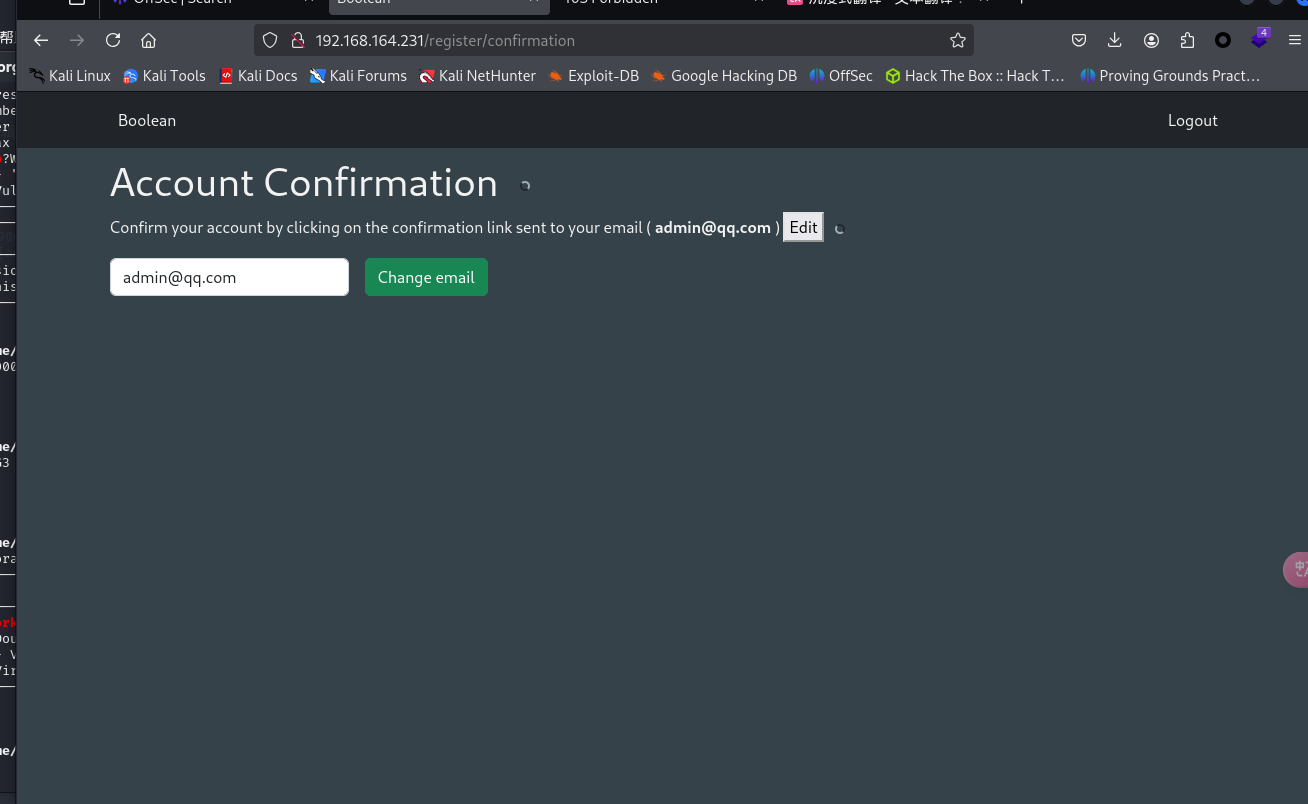 OffSec | Search
Boolean
403 Forbidden
帮
192.168.164.231/register/confirmation
4
Kali Linux Kali Tools Kali Docs Kali Forums Kali NetHunter Exploit-DB Google Hacking DB OffSec Hack The Box :: Hack T… Proving Grounds Pract…
Boolean Logout
Account Confirmation
Confirm your account by clicking on the confirmation link sent to your email ( admin@qq.com ) Edit
admin@qq.com Change email